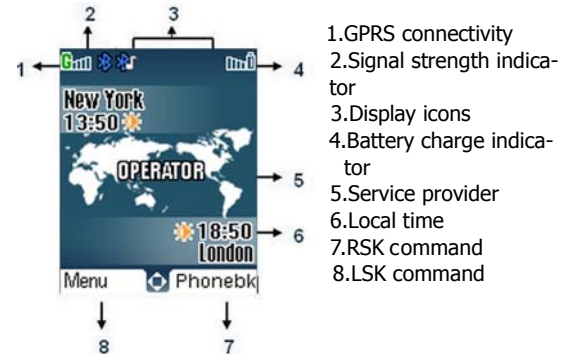 2
3
1
4
G
New York
13:50
OPERATOR
5
18:50
6
London
Menu
Phonebk
8
7
1.GPRS connectivity
2.Signal strength indica-
tor
3.Display icons
4.Battery charge indica-
tor
5.Service provider
6.Local time
7.RSK command
8.LSK command